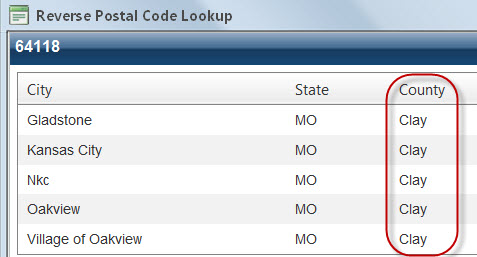 Reverse Postal Code Lookup
64118
City State County
Gladstone MO Clay
Kansas City MO Clay
Nkc MO Clay
Oakview MO Clay
Village of Oakview MO Clay